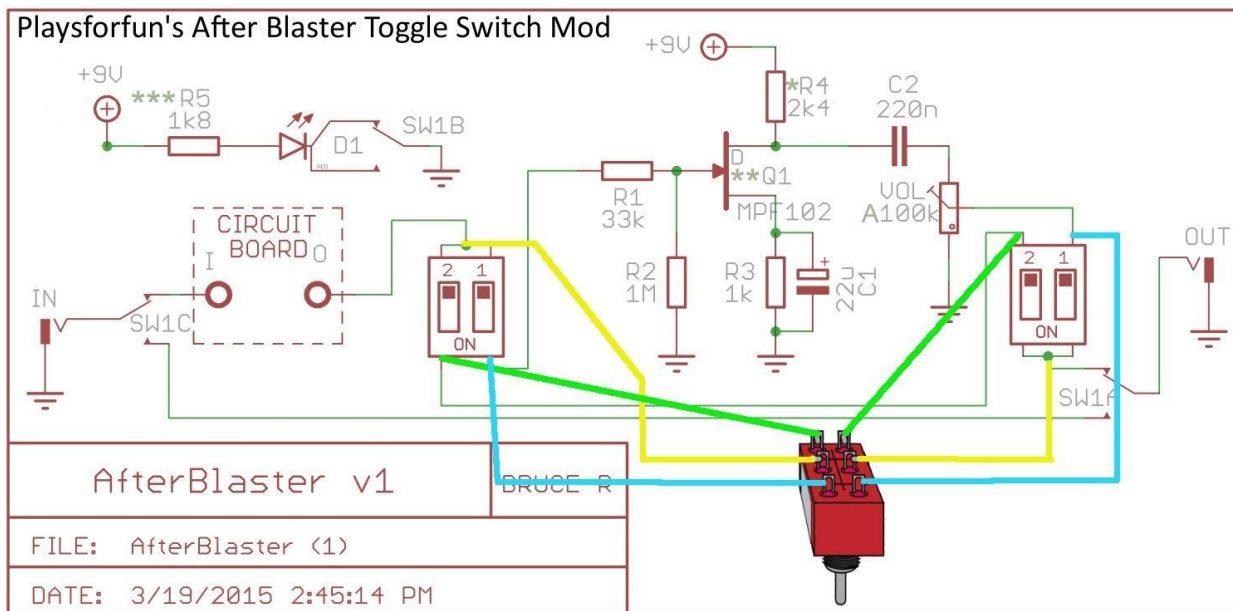 Playsforfun's After Blaster Toggle Switch Mod
+9V
+9V
***R5
1k8
D1
RED
SW1B
*R4
2k4
C2
220n
D
**Q1
MPF102
R1
33k
VOL
A100k
CIRCUIT
BOARD
I
O
2 1
ON
R2
1M
R3
1k
+
22u
C1
2 1
ON
OUT
IN
SW1C
SW1A
AfterBlaster v1
BRUCE R
FILE: AfterBlaster (1)
DATE: 3/19/2015 2:45:14 PM